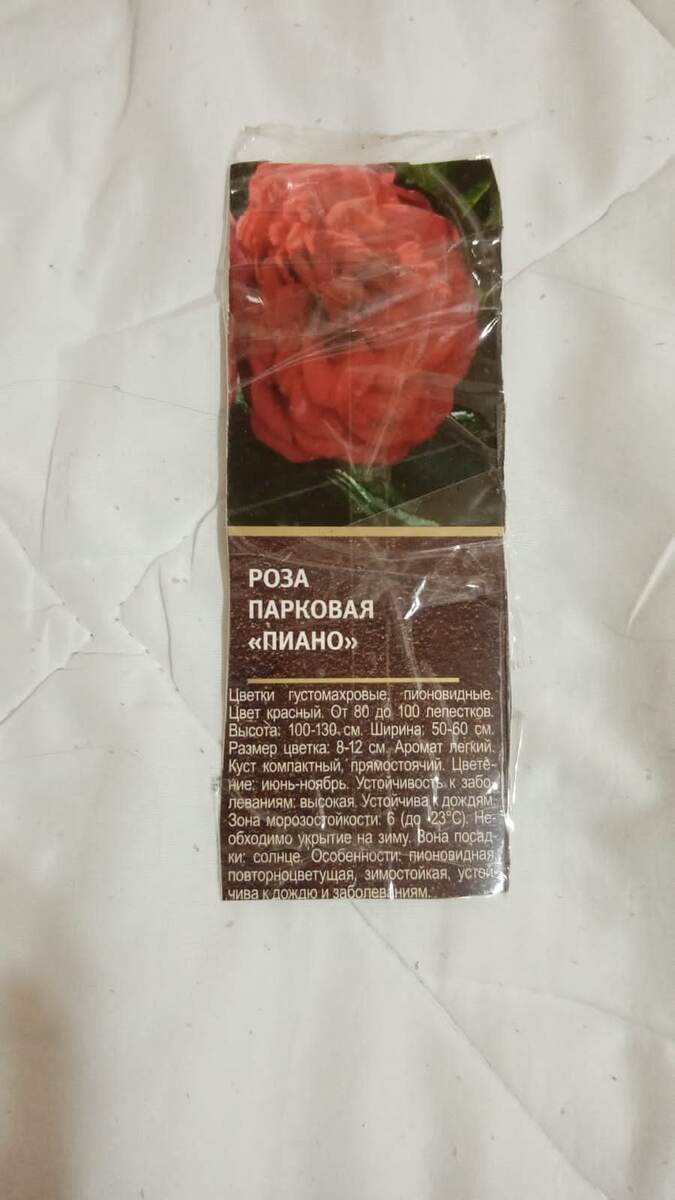 РОЗА
ПАРКОВАЯ
«ПИАНО»
Цветки густомахровые, пионовидные.
Цвет красный. От 80 до 100 лепестков.
Высота: 100-130 см. Ширина: 50-60 см.
Размер цветка: 8-12 см. Аромат легкий.
Куст компактный, прямостоячий. Цвете-
ние: июнь-ноябрь. Устойчивость к забо-
леваниям: высокая. Устойчива к дождям.
Зона морозостойкости: 6 (до -23°С). Не-
обходимо укрытие на зиму. Зона посад-
ки: солнце. Особенности: пионовидная,
повторноцветущая, зимостойкая, устой-
чива к дождю и заболеваниям.